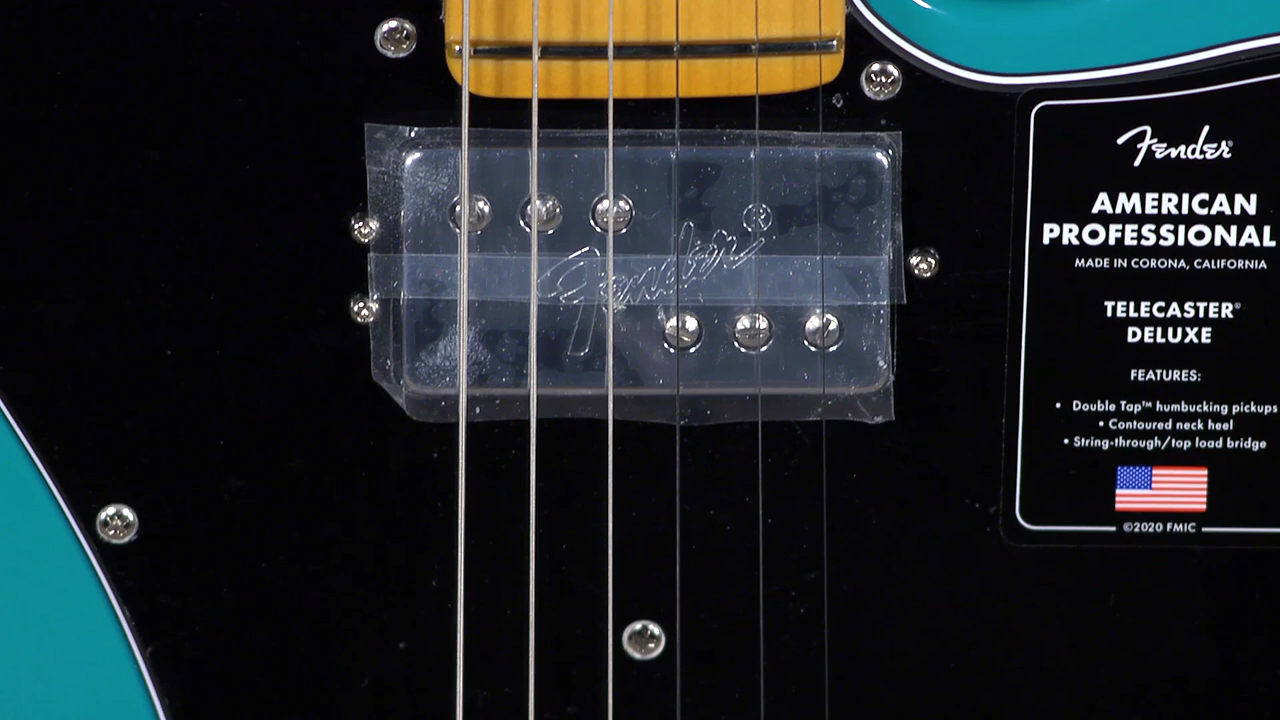 Fender®
Fender®
AMERICAN
PROFESSIONAL
MADE IN CORONA, CALIFORNIA
TELECASTER®
DELUXE
FEATURES:
• Double Tap™ humbucking pickups
• Contoured neck heel
• String-through/top load bridge
©2020 FMIC